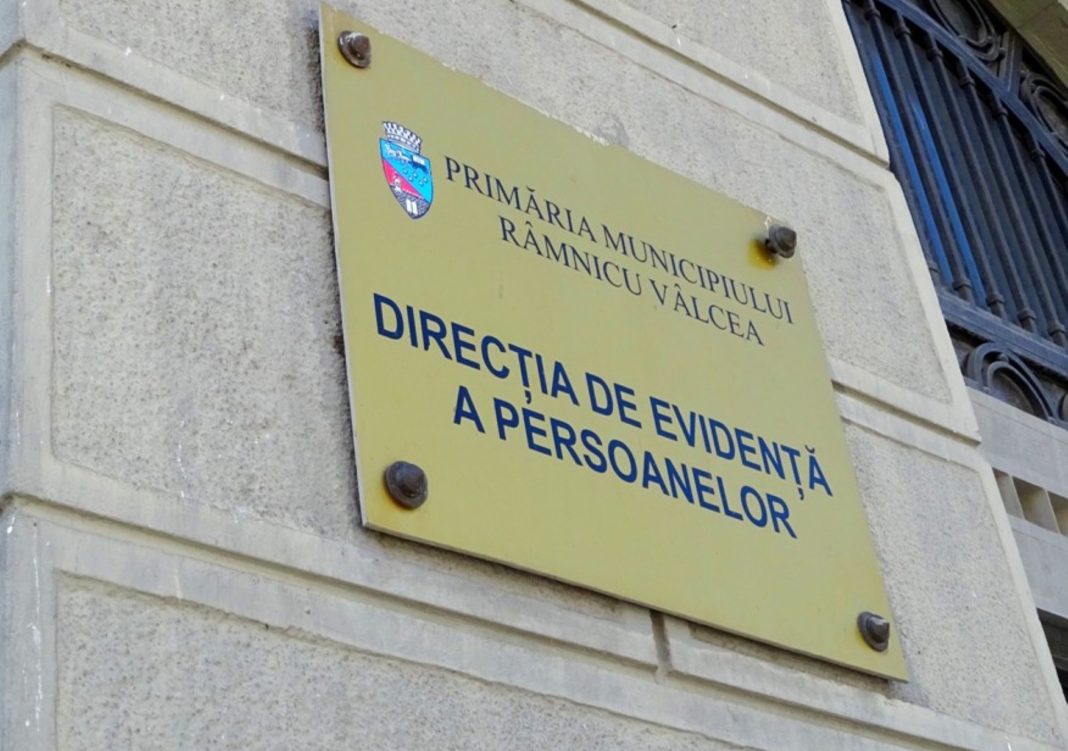 PRIMĂRIA MUNICIPIULUI
RÂMNICU VÂLCEA
DIRECȚIA DE EVIDENȚĂ
A PERSOANELOR